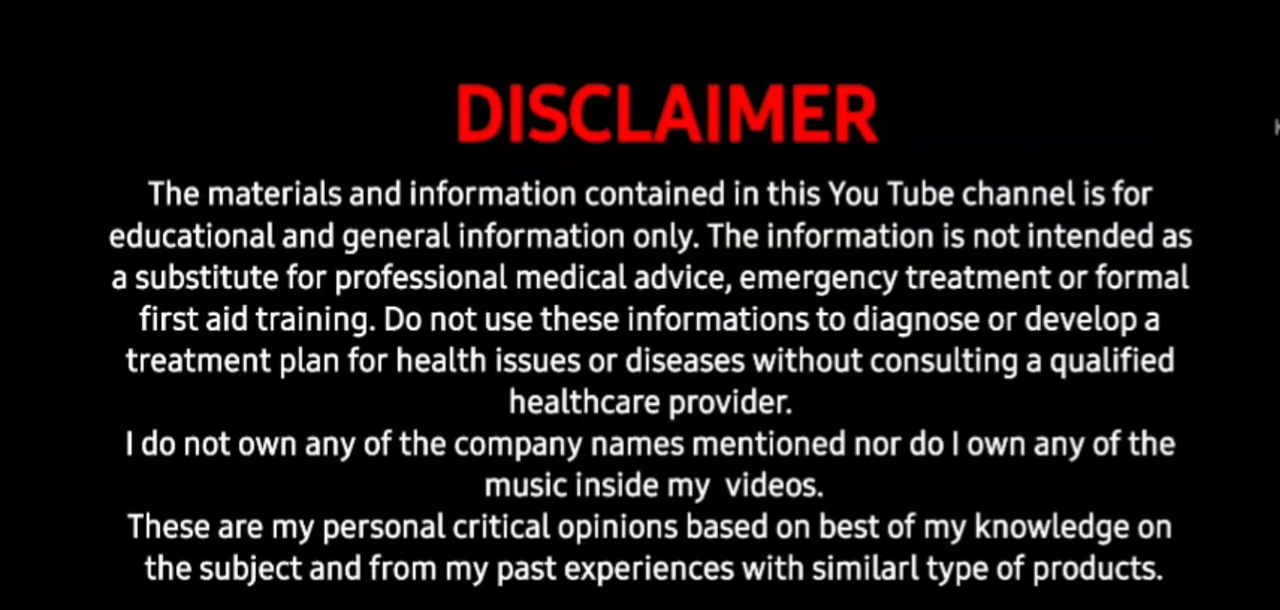 DISCLAIMER
The materials and information contained in this You Tube channel is for
educational and general information only. The information is not intended as
a substitute for professional medical advice, emergency treatment or formal
first aid training. Do not use these informations to diagnose or develop a
treatment plan for health issues or diseases without consulting a qualified
healthcare provider.
I do not own any of the company names mentioned nor do I own any of the
music inside my  videos.
These are my personal critical opinions based on best of my knowledge on
the subject and from my past experiences with similarl type of products.